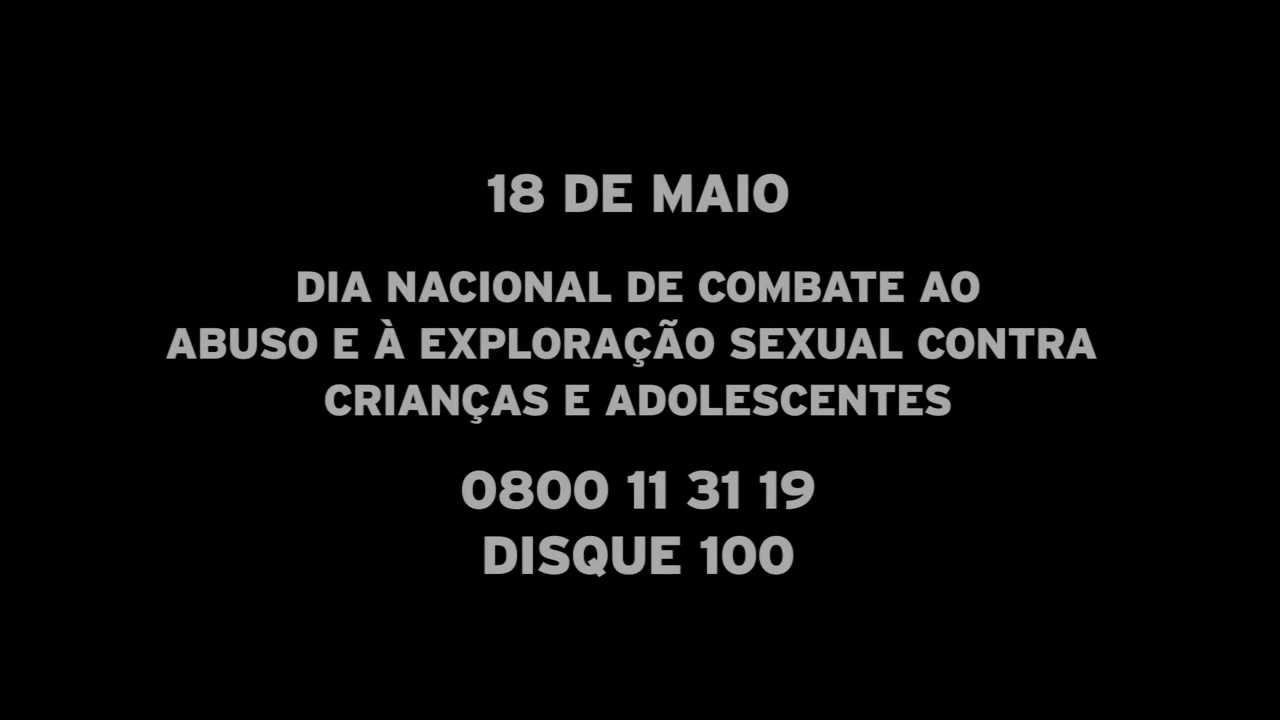 18 DE MAIO
DIA NACIONAL DE COMBATE AO
ABUSO E À EXPLORAÇÃO SEXUAL CONTRA
CRIANÇAS E ADOLESCENTES
0800 11 31 19
DISQUE 100